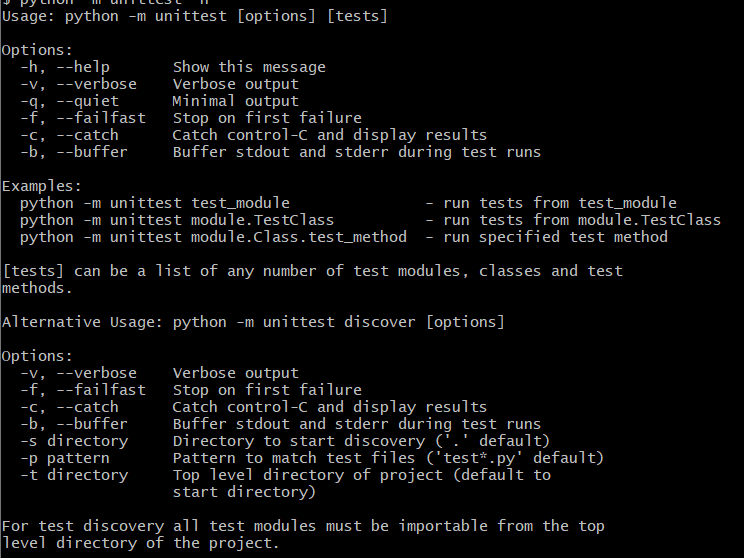 $ python -m unittest -h
Usage: python -m unittest [options] [tests]

Options:
  -h, --help       Show this message
  -v, --verbose    Verbose output
  -q, --quiet      Minimal output
  -f, --failfast   Stop on first failure
  -c, --catch      Catch control-C and display results
  -b, --buffer     Buffer stdout and stderr during test runs

Examples:
  python -m unittest test_module               - run tests from test_module
  python -m unittest module.TestClass          - run tests from module.TestClass
  python -m unittest module.Class.test_method  - run specified test method

[tests] can be a list of any number of test modules, classes and test
methods.

Alternative Usage: python -m unittest discover [options]

Options:
  -v, --verbose    Verbose output
  -f, --failfast   Stop on first failure
  -c, --catch      Catch control-C and display results
  -b, --buffer     Buffer stdout and stderr during test runs
  -s directory     Directory to start discovery ('.' default)
  -p pattern       Pattern to match test files ('test*.py' default)
  -t directory     Top level directory of project (default to
                   start directory)

For test discovery all test modules must be importable from the top
level directory of the project.